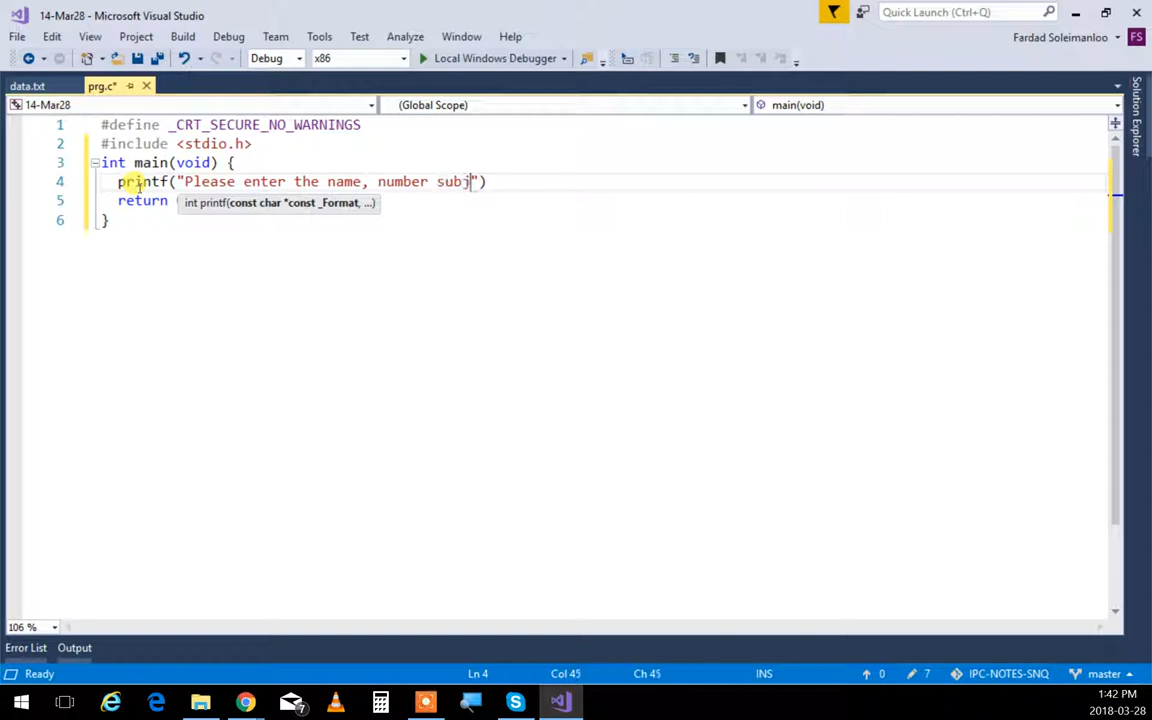 14-Mar28 - Microsoft Visual Studio
Quick Launch (Ctrl+Q)
File Edit View Project Build Debug Team Tools Test Analyze Window Help
Fardad Soleimanloo FS
Debug x86 Local Windows Debugger
data.txt prg.c*
Solution Explorer
14-Mar28 (Global Scope) main(void)
1 #define _CRT_SECURE_NO_WARNINGS
2 #include <stdio.h>
3 int main(void) {
4 printf("Please enter the name, number subj")
5 return
int printf(const char *const _Format, ...)
6 }
106 %
Error List Output
Ready Ln 4 Col 45 Ch 45 INS 0 7 IPC-NOTES-SNQ master
7
1:42 PM
2018-03-28